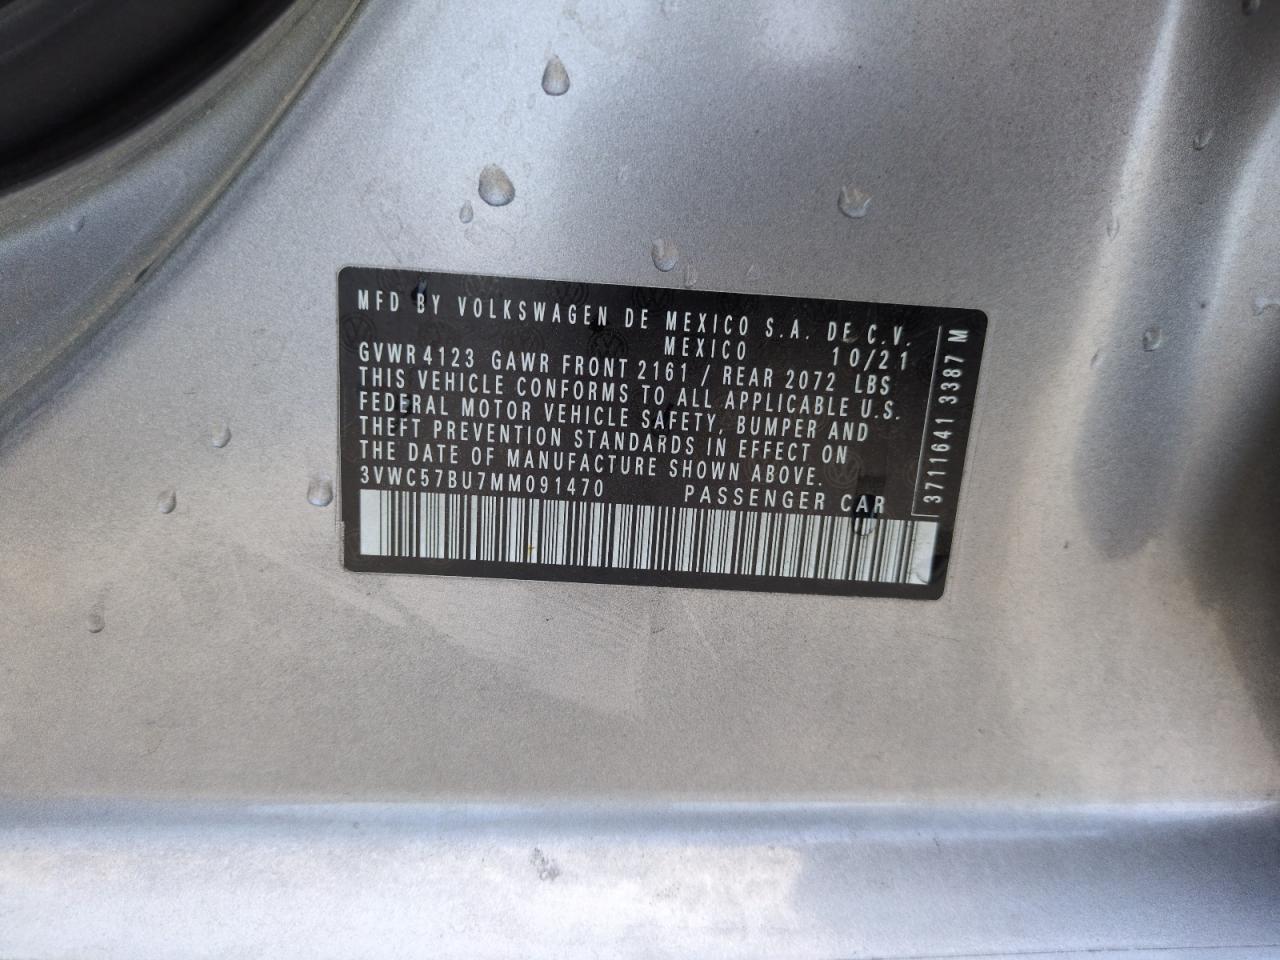 MFD BY VOLKSWAGEN DE MEXICO S.A. DE C.V.
MEXICO 10/21
GVWR 4123 GAWR FRONT 2161 / REAR 2072 LBS
THIS VEHICLE CONFORMS TO ALL APPLICABLE U.S.
FEDERAL MOTOR VEHICLE SAFETY, BUMPER AND
THEFT PREVENTION STANDARDS IN EFFECT ON
THE DATE OF MANUFACTURE SHOWN ABOVE.
3VWC57BU7MM091470 PASSENGER CAR
3711641 3387 M